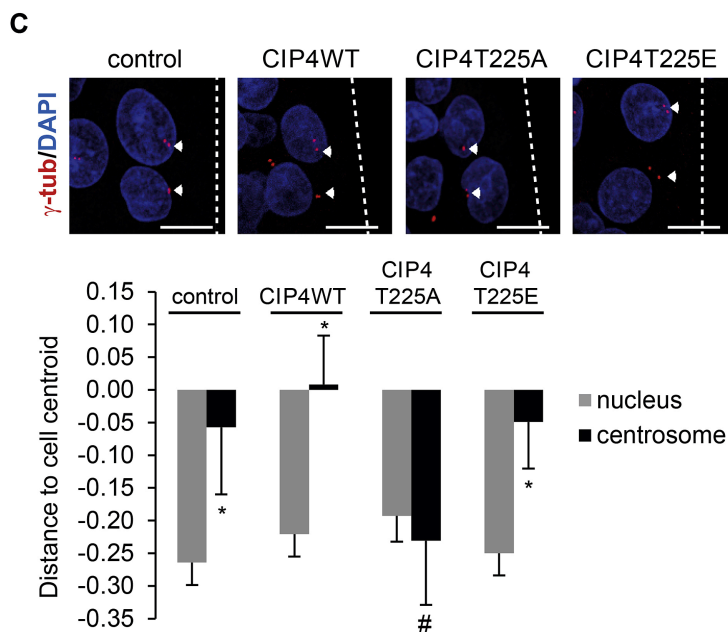 C
control CIP4WT CIP4T225A CIP4T225E
γ-tub/DAPI
control CIP4WT CIP4 T225A CIP4 T225E
0.15
0.10
0.05
0.00
-0.05
-0.10
-0.15
-0.20
-0.25
-0.30
-0.35
Distance to cell centroid
*
*
#
*
nucleus
centrosome